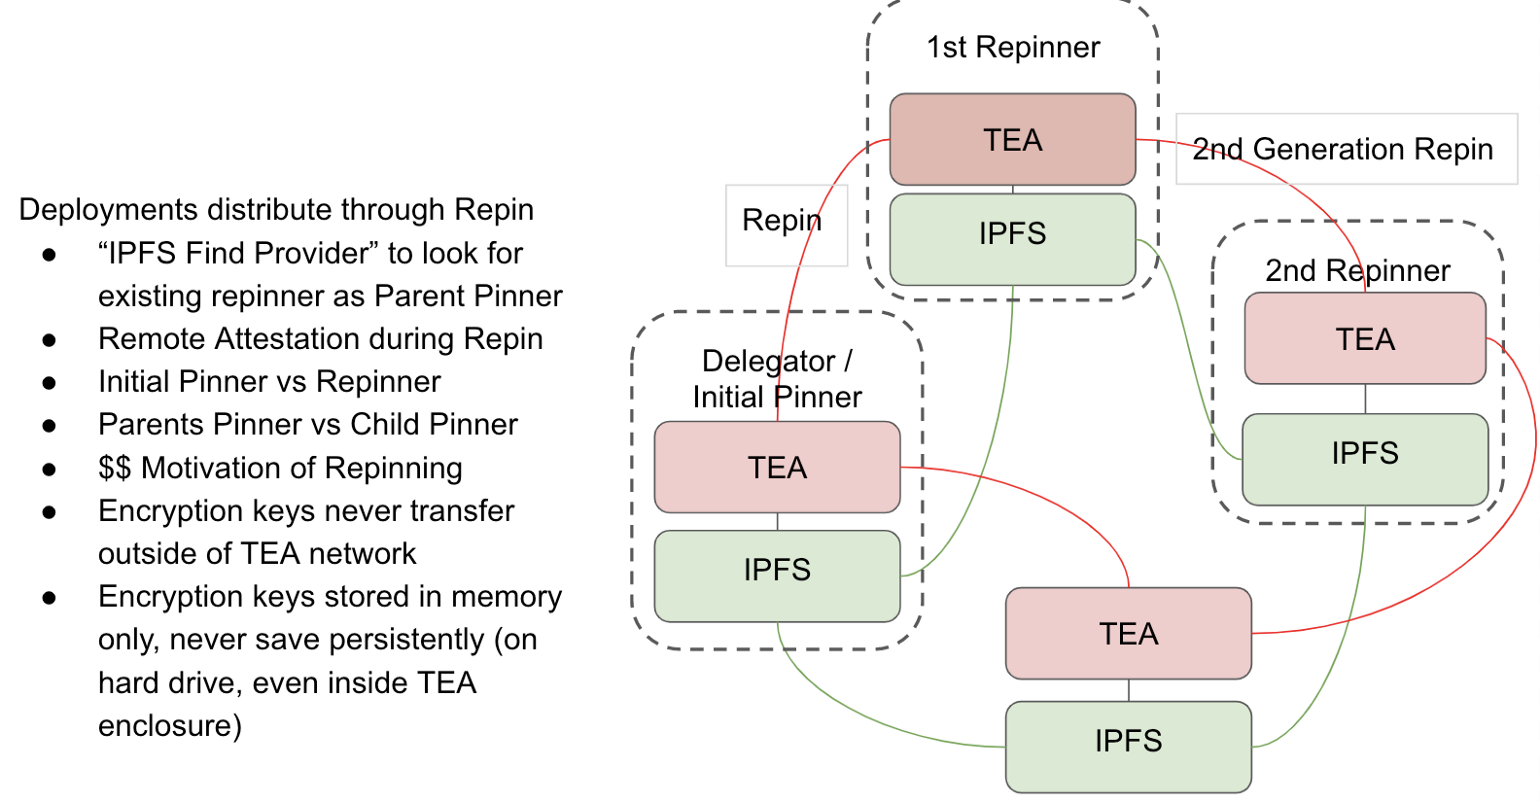 Deployments distribute through Repin
● “IPFS Find Provider” to look for
existing repinner as Parent Pinner
● Remote Attestation during Repin
● Initial Pinner vs Repinner
● Parents Pinner vs Child Pinner
● $$ Motivation of Repinning
● Encryption keys never transfer
outside of TEA network
● Encryption keys stored in memory
only, never save persistently (on
hard drive, even inside TEA
enclosure)
1st Repinner
TEA
IPFS
Repin
2nd Generation Repin
2nd Repinner
TEA
IPFS
Delegator /
Initial Pinner
TEA
IPFS
TEA
IPFS